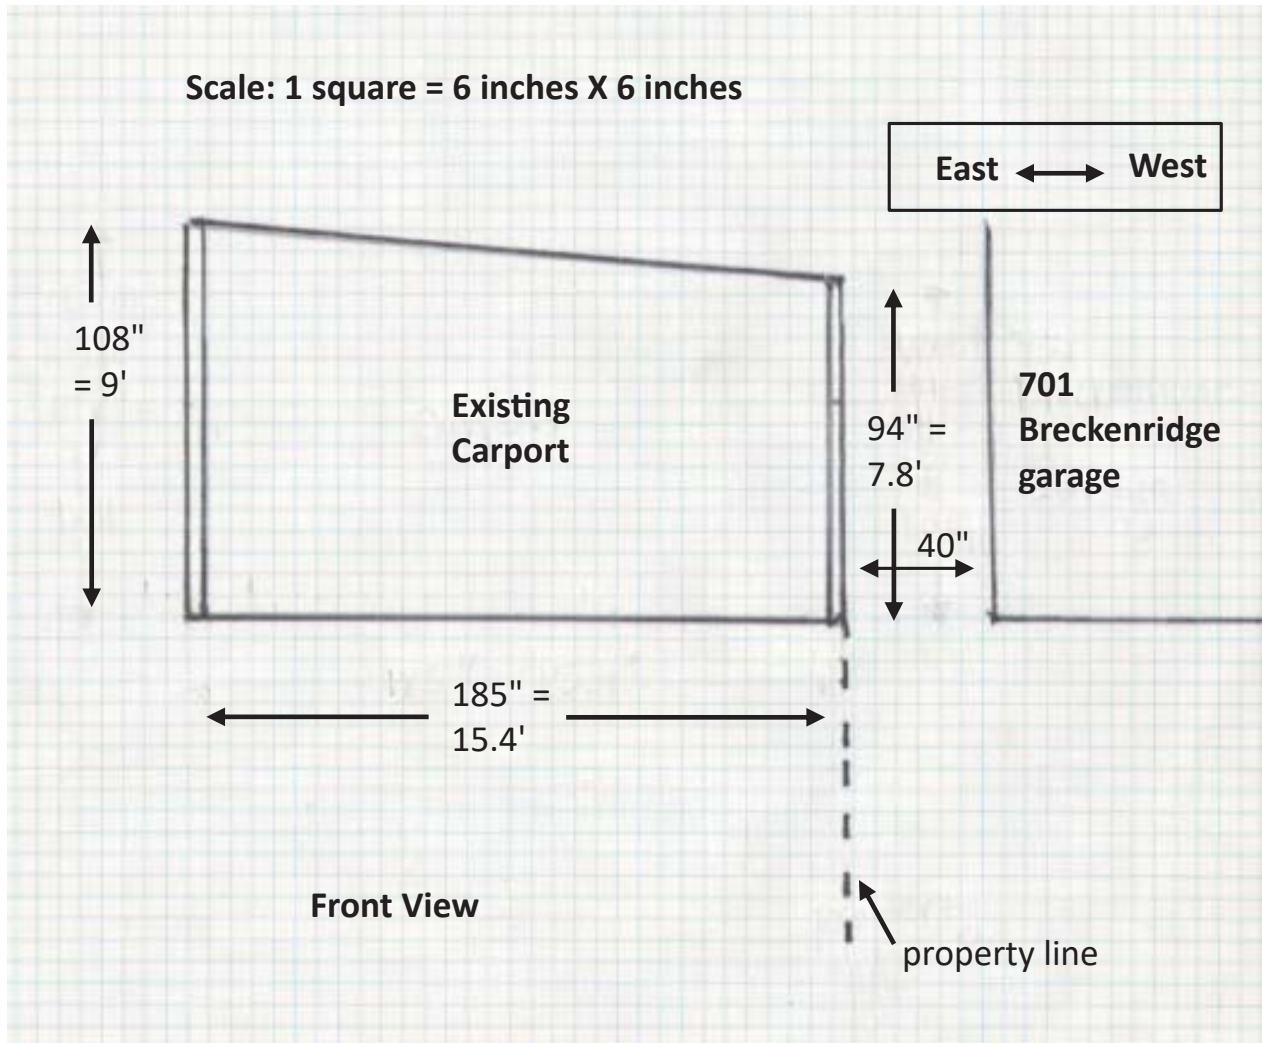 Scale: 1 square = 6 inches X 6 inches
East
West
108"
= 9'
Existing
Carport
94" =
7.8'
701
Breckenridge
garage
40"
185" =
15.4'
Front View
property line